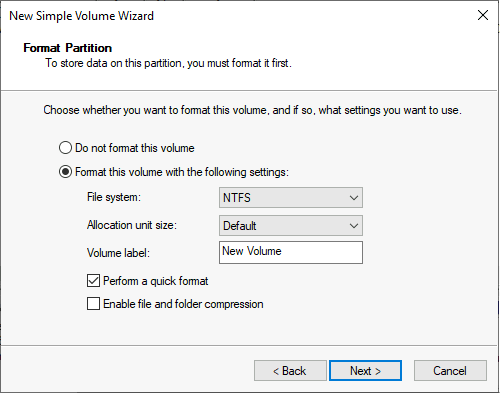 New Simple Volume Wizard
Format Partition
To store data on this partition, you must format it first.
Choose whether you want to format this volume, and if so, what settings you want to use.
Do not format this volume
Format this volume with the following settings:
File system: NTFS
Allocation unit size: Default
Volume label: New Volume
Perform a quick format
Enable file and folder compression
< Back Next > Cancel